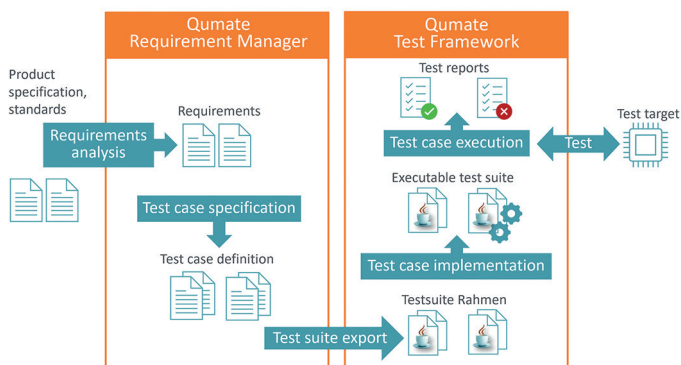 Qumate
Requirement Manager
Qumate
Test Framework
Product
specification,
standards
Requirements
analysis
Requirements
Test case specification
Test case definition
Test suite export
Test reports
Test case execution
Test
Test target
Executable test suite
Test case implementation
Testsuite Rahmen